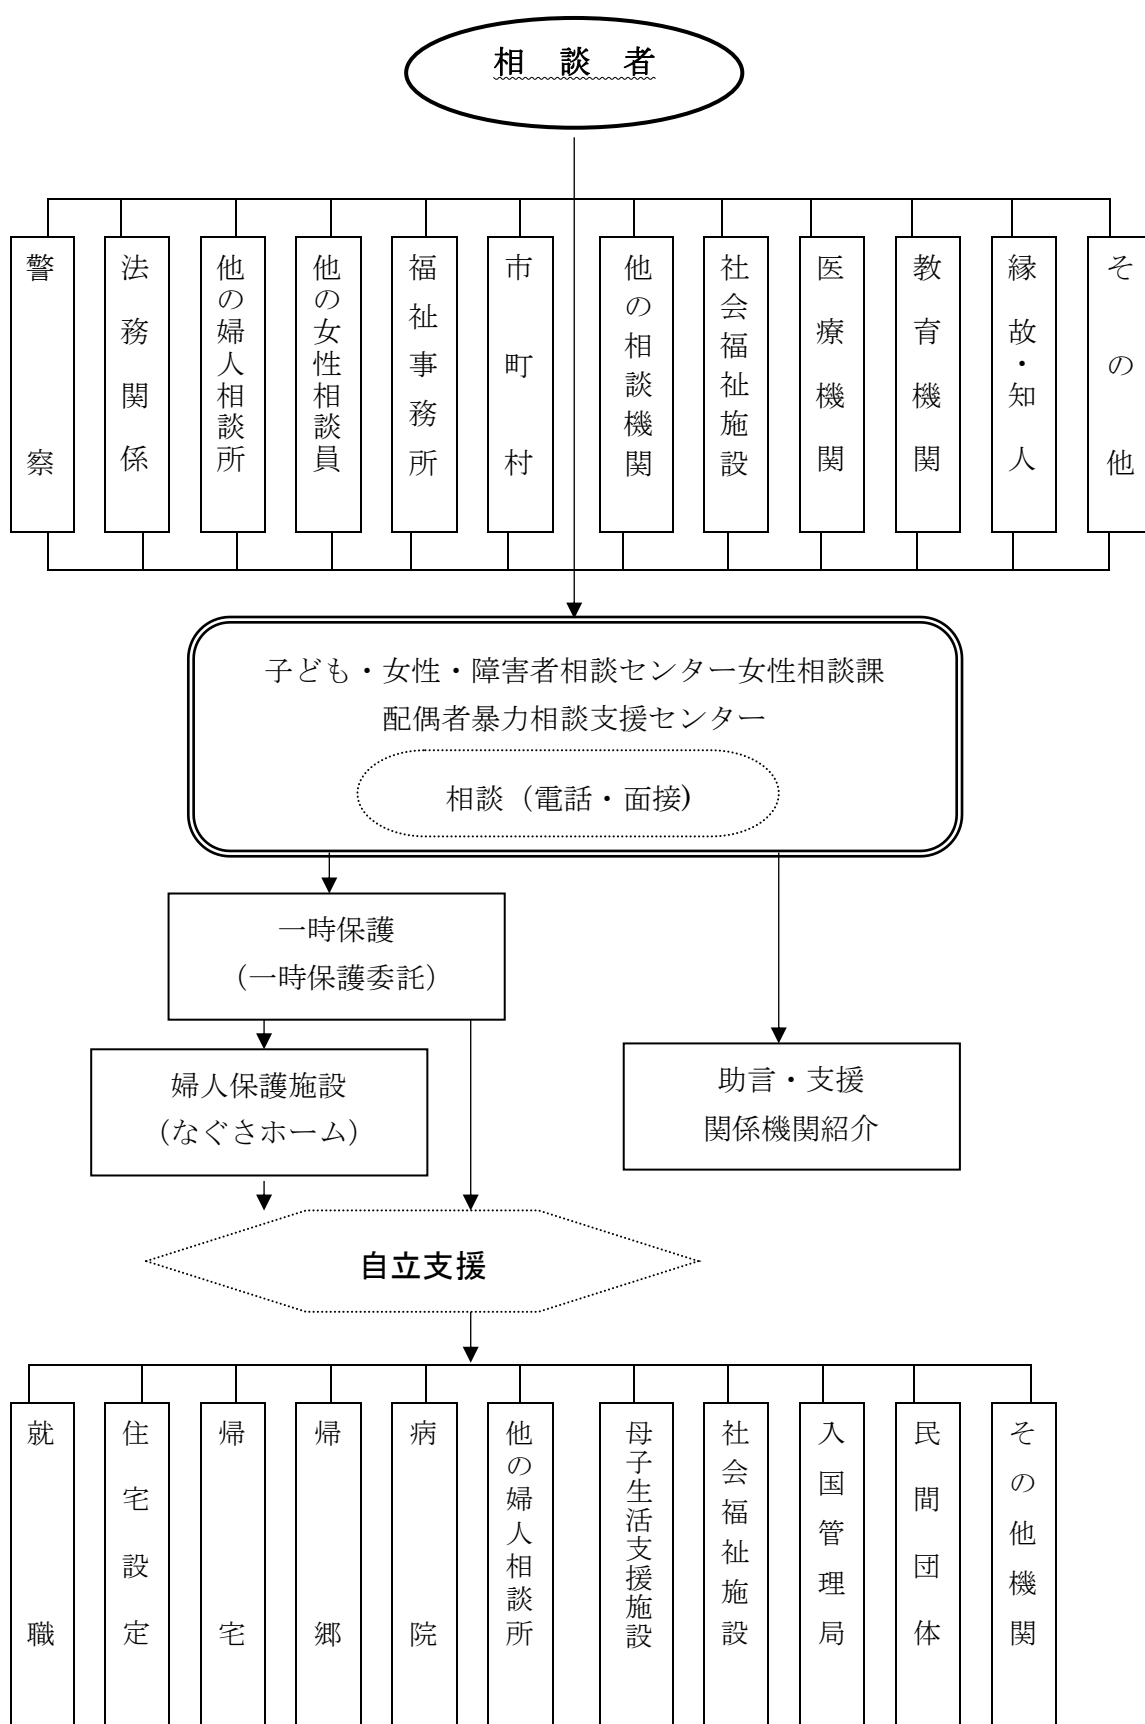 相談者
警察
法務関係
他の婦人相談所
他の女性相談員
福祉事務所
市町村
他の相談機関
社会福祉施設
医療機関
教育機関
縁故・知人
その他
子ども・女性・障害者相談センター女性相談課
配偶者暴力相談支援センター
相談（電話・面接）
一時保護
（一時保護委託）
婦人保護施設
（なぐさホーム）
助言・支援
関係機関紹介
自立支援
就職
住宅設定
帰宅
帰郷
病院
他の婦人相談所
母子生活支援施設
社会福祉施設
入国管理局
民間団体
その他機関